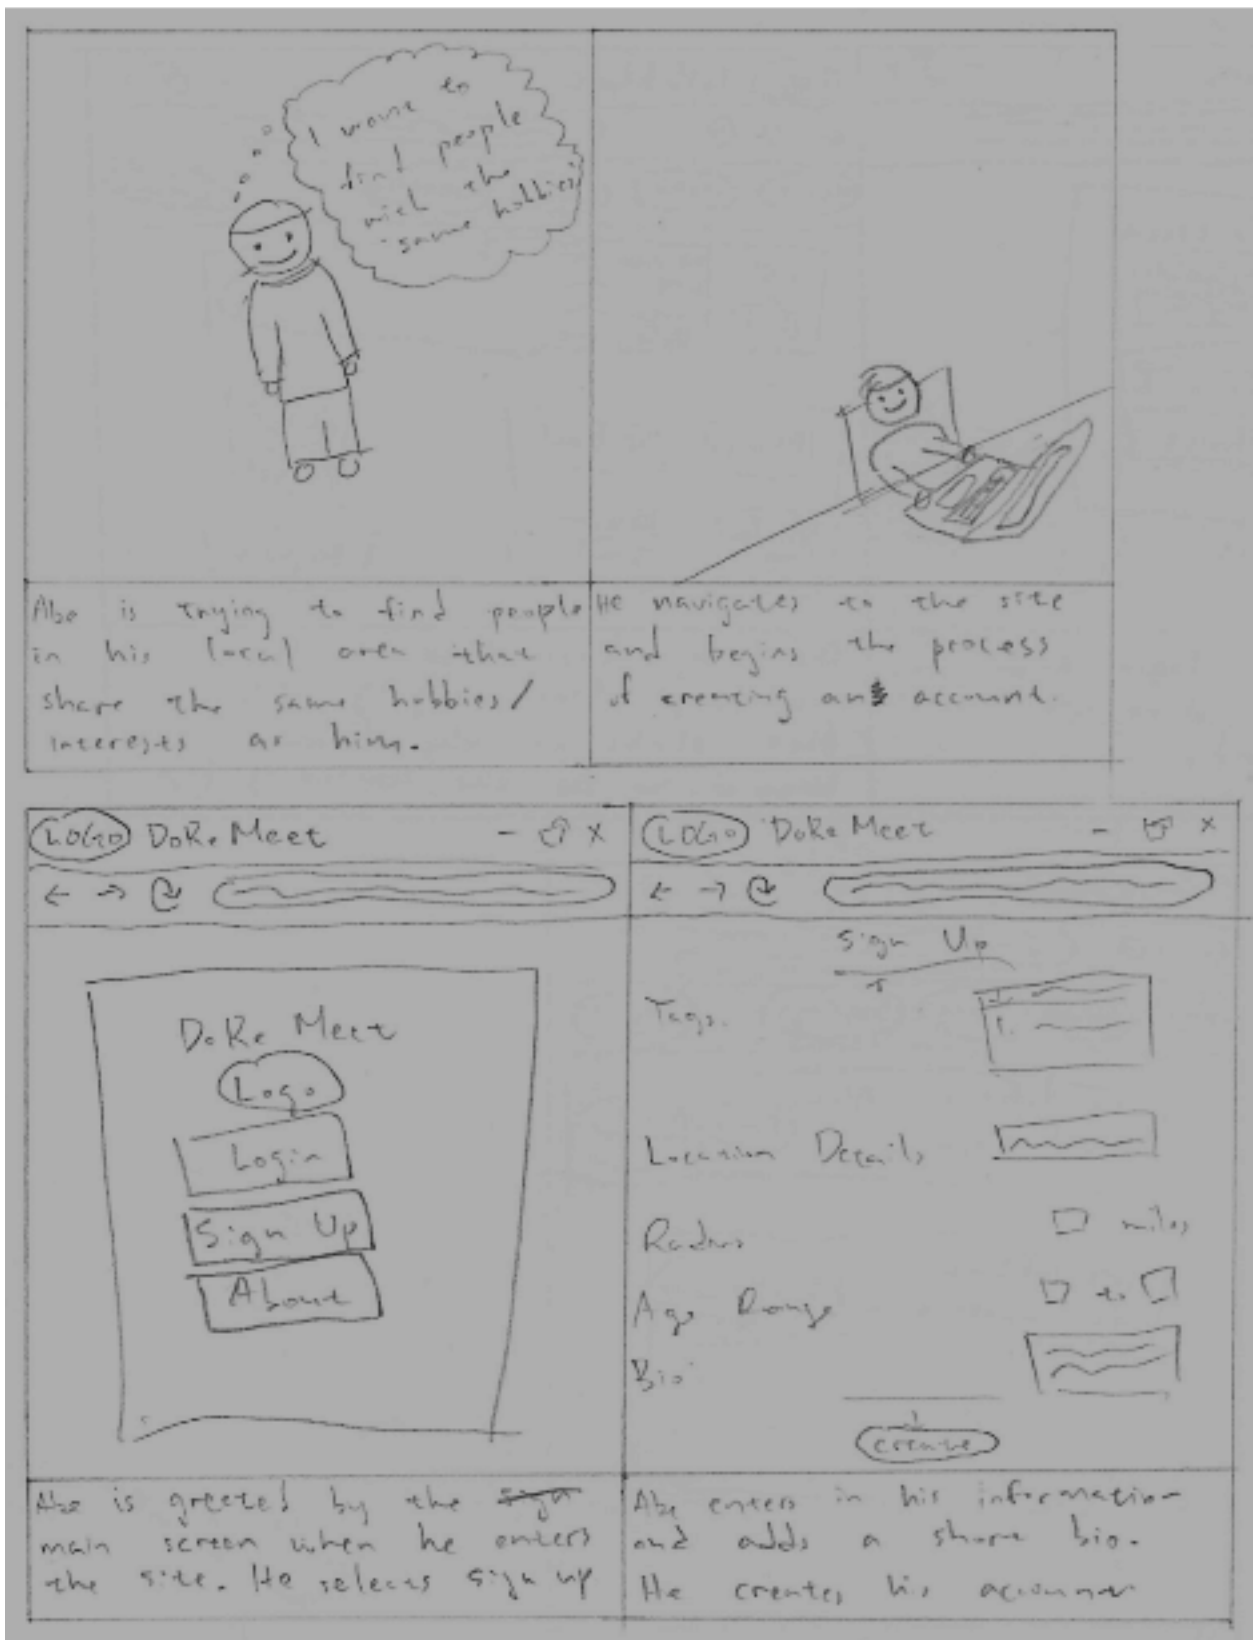 I want to
find people
with the
same hobbies
Abe is trying to find people
in his local area that
share the same hobbies/
interests as him.
He navigates to the site
and begins the process
of creating an account.
LOGO DoRe Meet - X
DoRe Meet
Logo
Login
Sign Up
About
Abe is greeted by the sign
main screen when he enters
the site. He selects sign up
LOGO DoRe Meet - X
Sign Up
Tags.
Location Details
Radius miles
Age Range to
Bio
create
Abe enters in his information
and adds a short bio.
He creates his account